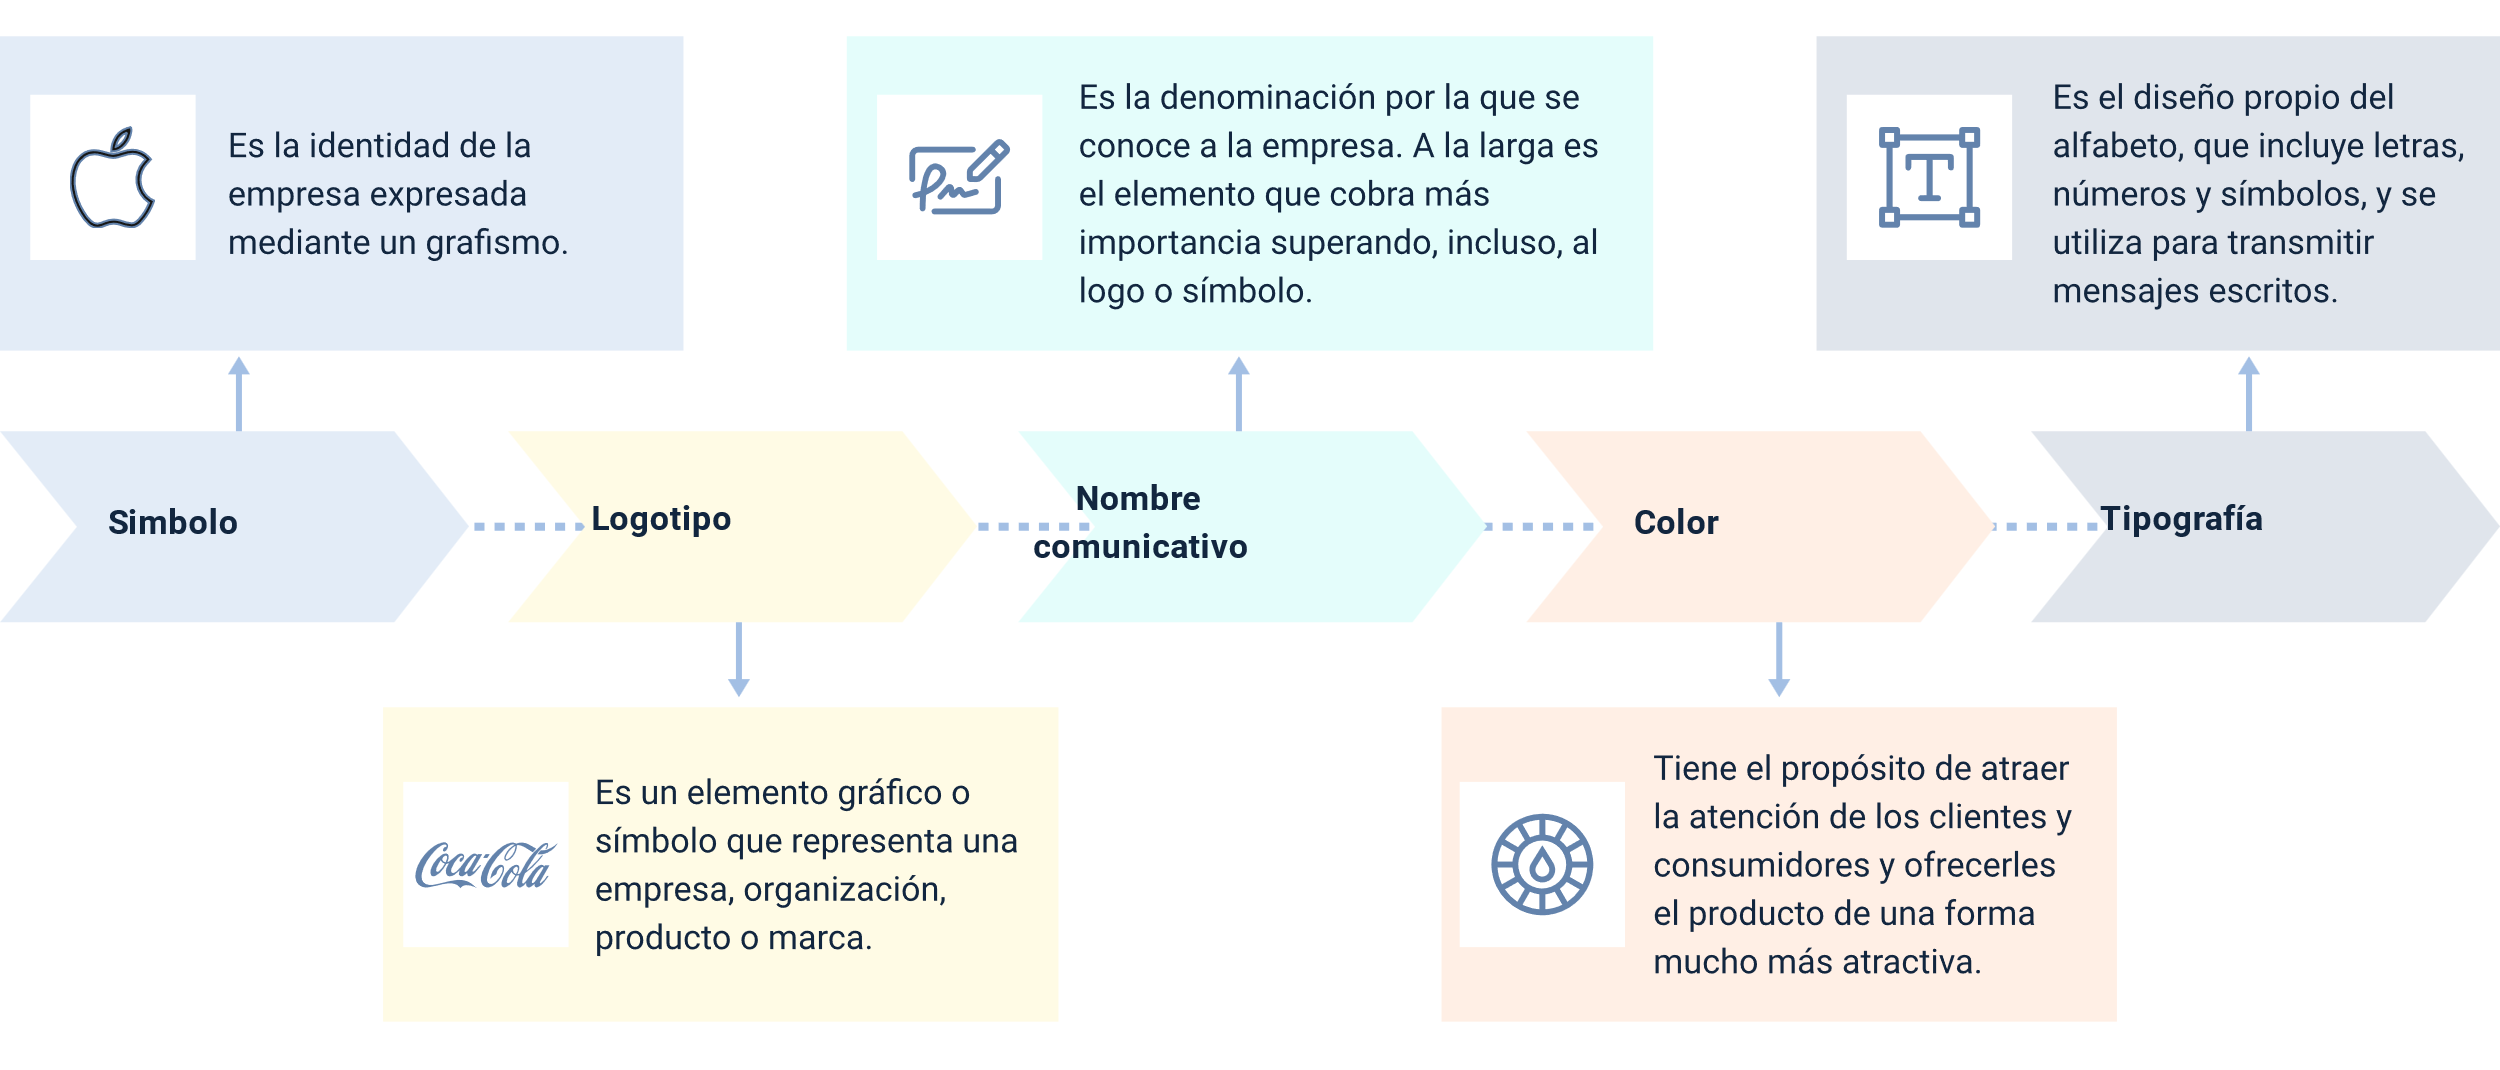 Es la identidad de la
empresa expresada
mediante un grafismo.
Es la denominación por la que se
conoce a la empresa. A la larga es
el elemento que cobra más
importancia superando, incluso, al
logo o símbolo.
Es el diseño propio del
alfabeto, que incluye letras,
números y símbolos, y se
utiliza para transmitir
mensajes escritos.
Simbolo
Logotipo
Nombre
comunicativo
Color
Tipografía
Coca-Cola
Es un elemento gráfico o
símbolo que representa una
empresa, organización,
producto o marca.
Tiene el propósito de atraer
la atención de los clientes y
consumidores y ofrecerles
el producto de una forma
mucho más atractiva.